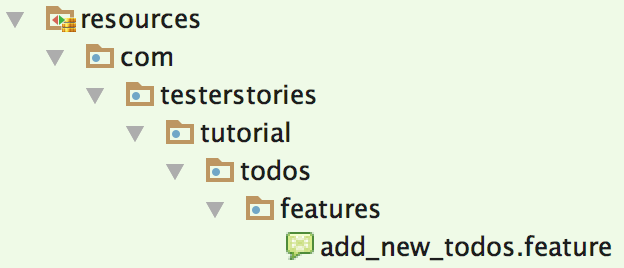 resources
com
testerstories
tutorial
todos
features
add_new_todos.feature